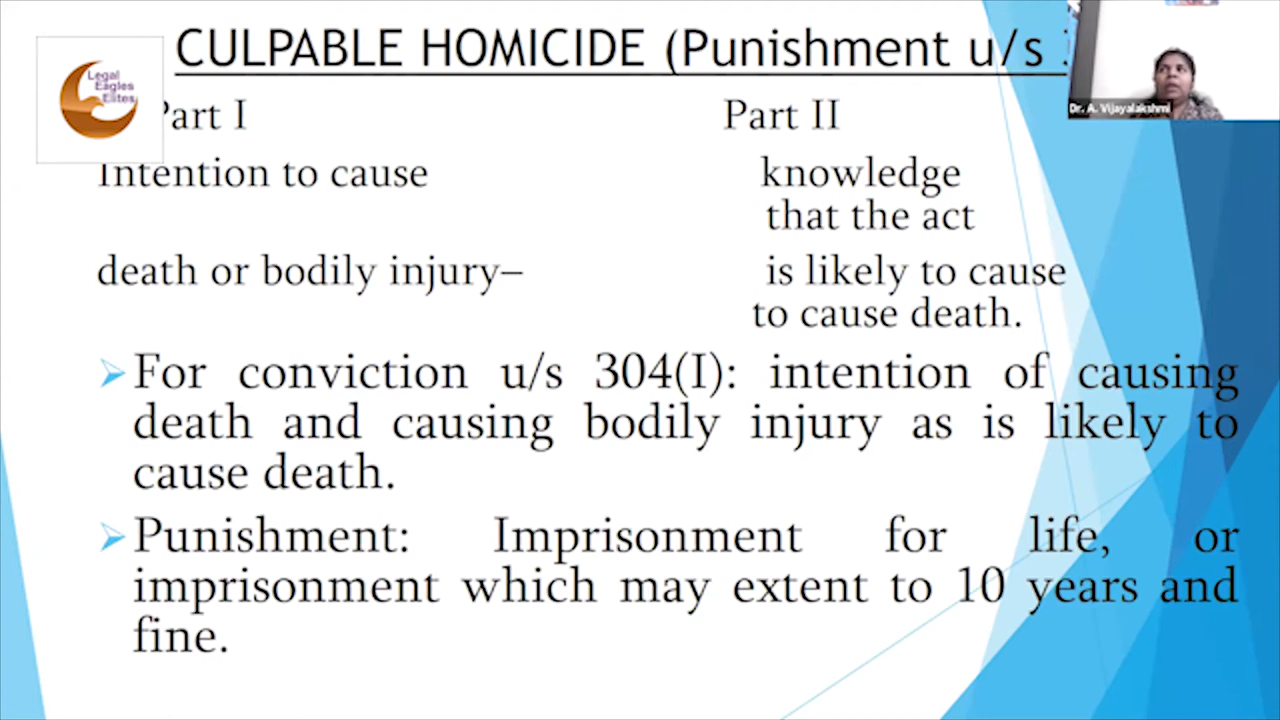 CULPABLE HOMICIDE (Punishment u/s
Legal
Eagles
Elites
Dr. A. Vijayalakshmi
Part I Part II
Intention to cause knowledge
that the act
death or bodily injury– is likely to cause
to cause death.
For conviction u/s 304(I): intention of causing
death and causing bodily injury as is likely to
cause death.
Punishment: Imprisonment for life, or
imprisonment which may extent to 10 years and
fine.